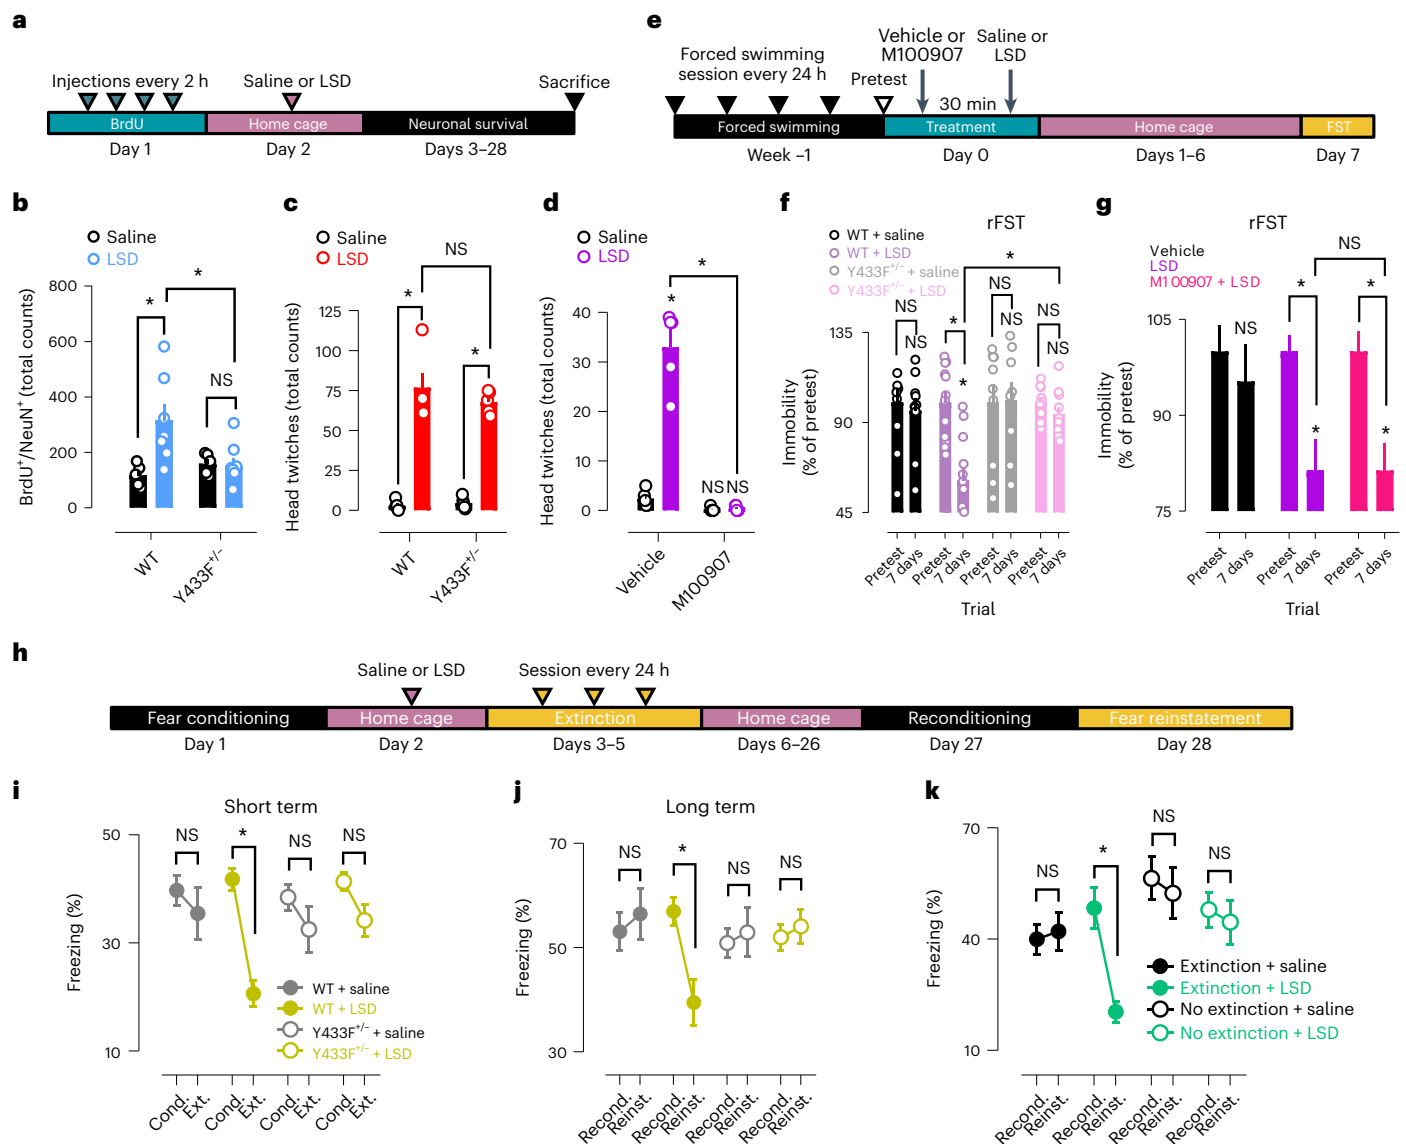 a
Injections every 2 h
Saline or LSD
Sacrifice
BrdU
Home cage
Neuronal survival
Day 1
Day 2
Days 3–28
e
Forced swimming
session every 24 h
Pretest
Vehicle or
M100907
Saline or
LSD
30 min
Forced swimming
Treatment
Home cage
FST
Week –1
Day 0
Days 1–6
Day 7
b
Saline
LSD
BrdU+/NeuN+ (total counts)
800
600
400
200
0
*
*
NS
WT
Y433F+/−
c
Saline
LSD
Head twitches (total counts)
125
100
75
50
25
0
NS
*
*
WT
Y433F+/−
d
Saline
LSD
Head twitches (total counts)
40
30
20
10
0
*
*
NS NS
Vehicle
M100907
f
rFST
WT + saline
WT + LSD
Y433F+/− + saline
Y433F+/− + LSD
Immobility
(% of pretest)
135
90
45
NS
NS
*
*
*
NS
NS
NS
NS
Pretest
7 days
Pretest
7 days
Pretest
7 days
Pretest
7 days
Trial
g
rFST
Vehicle
LSD
M100907 + LSD
Immobility
(% of pretest)
105
90
75
NS
NS
*
*
*
*
Pretest
7 days
Pretest
7 days
Pretest
7 days
Trial
h
Saline or LSD
Session every 24 h
Fear conditioning
Home cage
Extinction
Home cage
Reconditioning
Fear reinstatement
Day 1
Day 2
Days 3–5
Days 6–26
Day 27
Day 28
i
Short term
Freezing (%)
50
30
10
NS
*
NS
NS
WT + saline
WT + LSD
Y433F+/− + saline
Y433F+/− + LSD
Cond.
Ext.
Cond.
Ext.
Cond.
Ext.
Cond.
Ext.
j
Long term
Freezing (%)
70
50
30
NS
*
NS
NS
Recond.
Reinst.
Recond.
Reinst.
Recond.
Reinst.
Recond.
Reinst.
k
Freezing (%)
70
40
10
NS
*
NS
NS
Extinction + saline
Extinction + LSD
No extinction + saline
No extinction + LSD
Recond.
Reinst.
Recond.
Reinst.
Recond.
Reinst.
Recond.
Reinst.